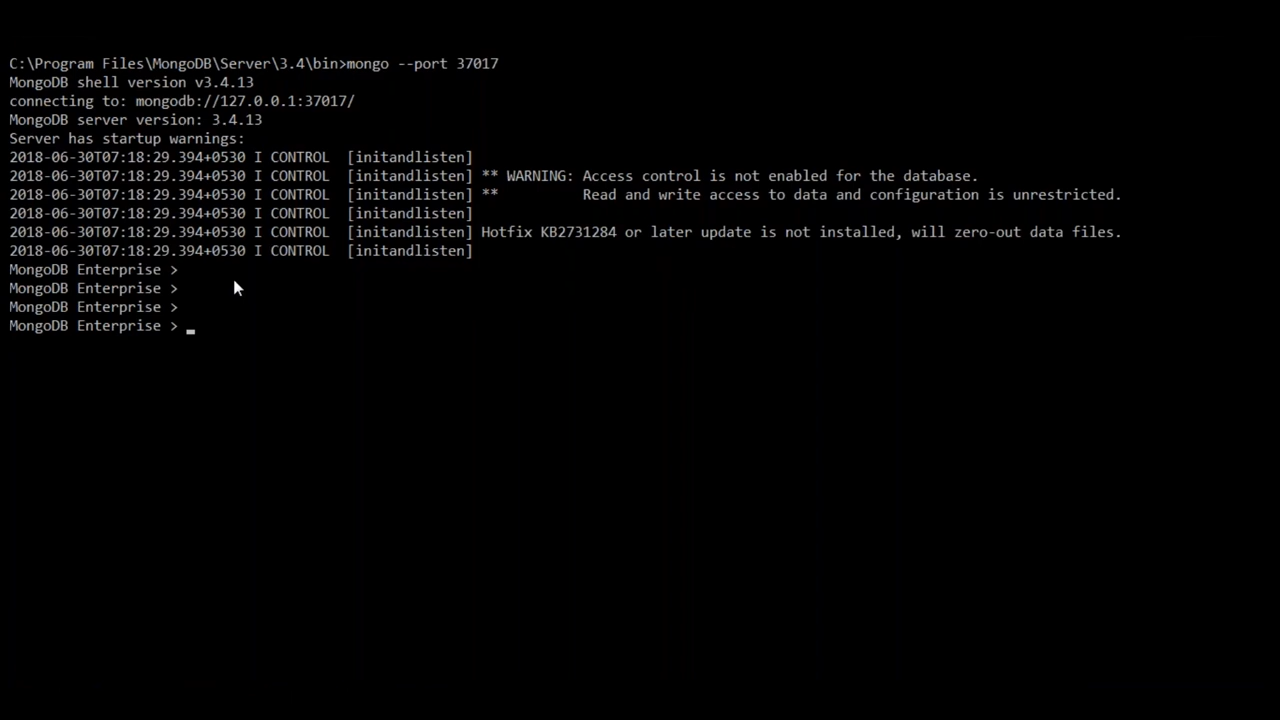 C:\Program Files\MongoDB\Server\3.4\bin>mongo --port 37017
MongoDB shell version v3.4.13
connecting to: mongodb://127.0.0.1:37017/
MongoDB server version: 3.4.13
Server has startup warnings:
2018-06-30T07:18:29.394+0530 I CONTROL  [initandlisten]
2018-06-30T07:18:29.394+0530 I CONTROL  [initandlisten] ** WARNING: Access control is not enabled for the database.
2018-06-30T07:18:29.394+0530 I CONTROL  [initandlisten] **          Read and write access to data and configuration is unrestricted.
2018-06-30T07:18:29.394+0530 I CONTROL  [initandlisten]
2018-06-30T07:18:29.394+0530 I CONTROL  [initandlisten] Hotfix KB2731284 or later update is not installed, will zero-out data files.
2018-06-30T07:18:29.394+0530 I CONTROL  [initandlisten]
MongoDB Enterprise >
MongoDB Enterprise >
MongoDB Enterprise >
MongoDB Enterprise > _